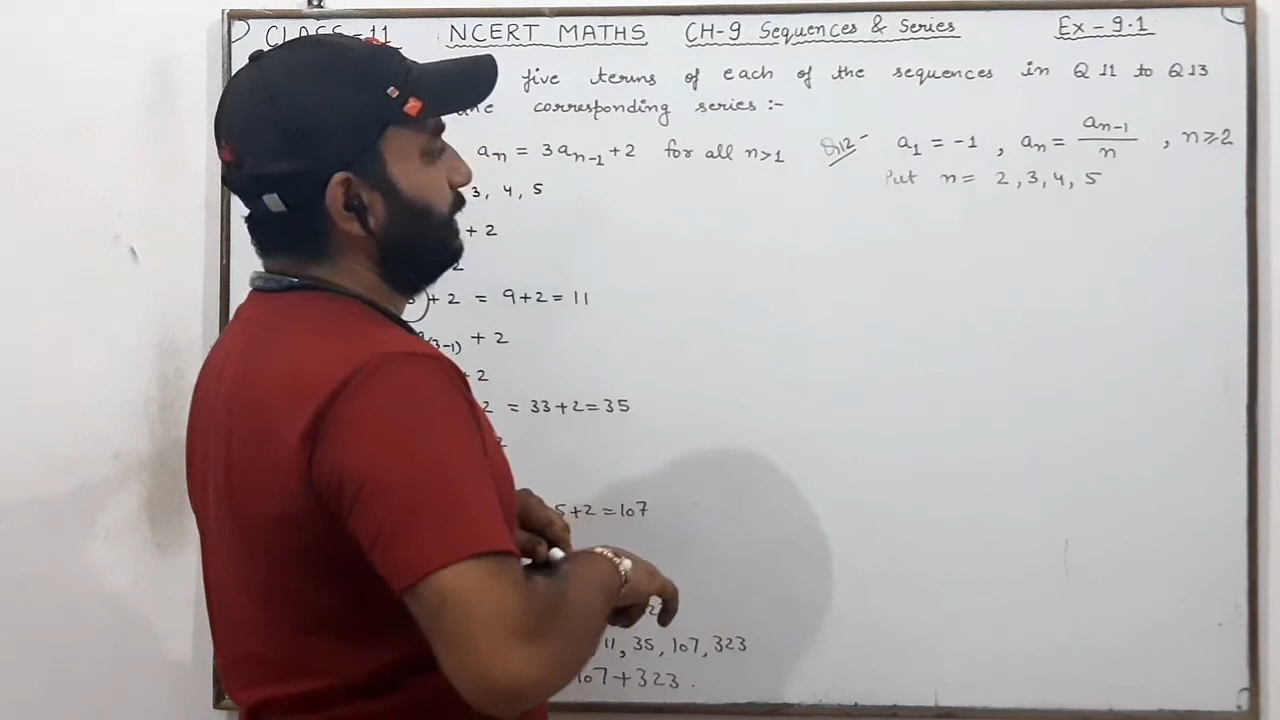 CLASS-11 NCERT MATHS CH-9 Sequences & Series Ex-9.1
five terms of each of the sequences in Q 11 to Q 13
corresponding series :-
aₙ = 3aₙ₋₁ + 2 for all n>1
3, 4, 5
+ 2
2
+ 2 = 9+2 = 11
(3-1) + 2
+ 2
2 = 33+2 = 35
2
5+2 = 107
11, 35, 107, 323
107+323.
Q12- a₁ = -1 , aₙ = aₙ₋₁/n , n≥2
Put n = 2, 3, 4, 5